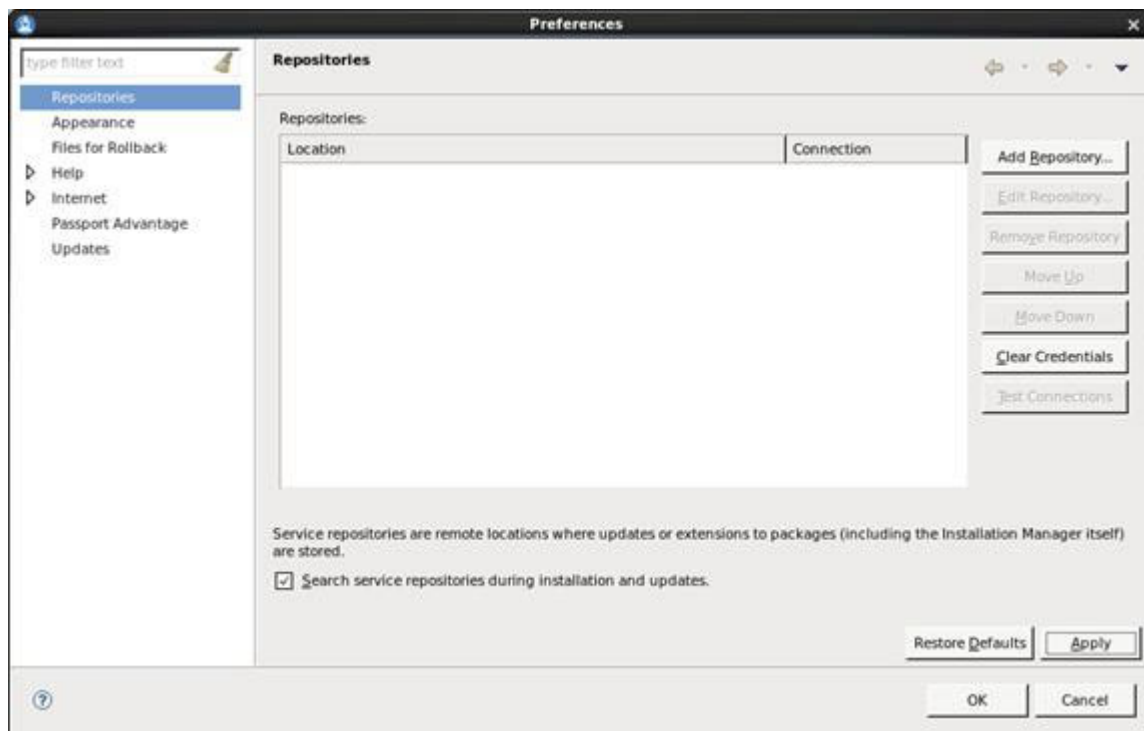 Preferences
type filter text
Repositories
Appearance
Files for Rollback
Help
Internet
Passport Advantage
Updates
Repositories
Repositories:
Location
Connection
Add Repository...
Edit Repository...
Remove Repository
Move Up
Move Down
Clear Credentials
Test Connections
Service repositories are remote locations where updates or extensions to packages (including the Installation Manager itself)
are stored.
Search service repositories during installation and updates.
Restore Defaults
Apply
OK
Cancel